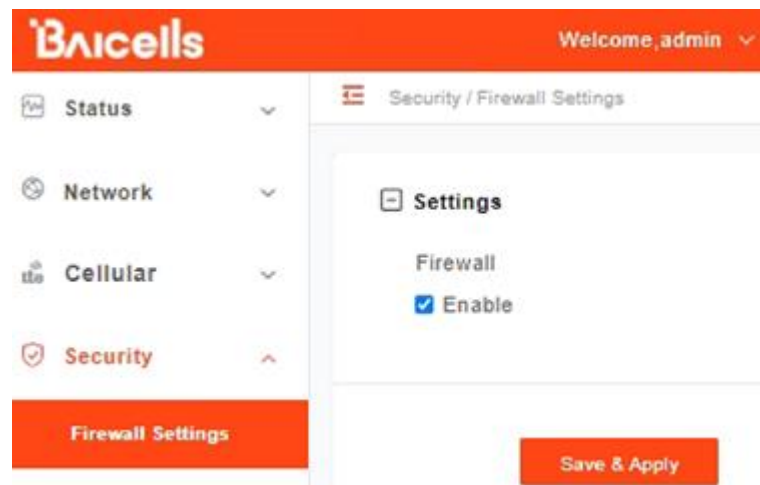 Baicells
Welcome,admin
Status
Security / Firewall Settings
Network
Settings
Firewall
Cellular
Enable
Security
Firewall Settings
Save & Apply